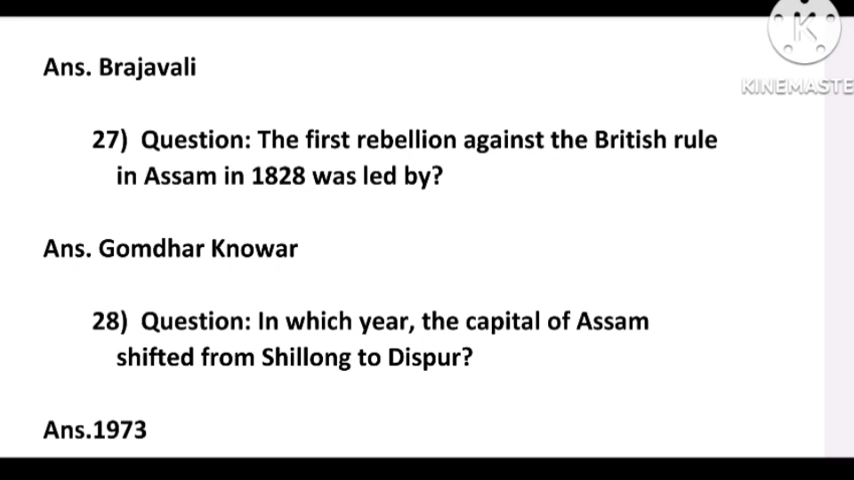 KINEMASTE
Ans. Brajavali
27) Question: The first rebellion against the British rule
in Assam in 1828 was led by?
Ans. Gomdhar Knowar
28) Question: In which year, the capital of Assam
shifted from Shillong to Dispur?
Ans.1973